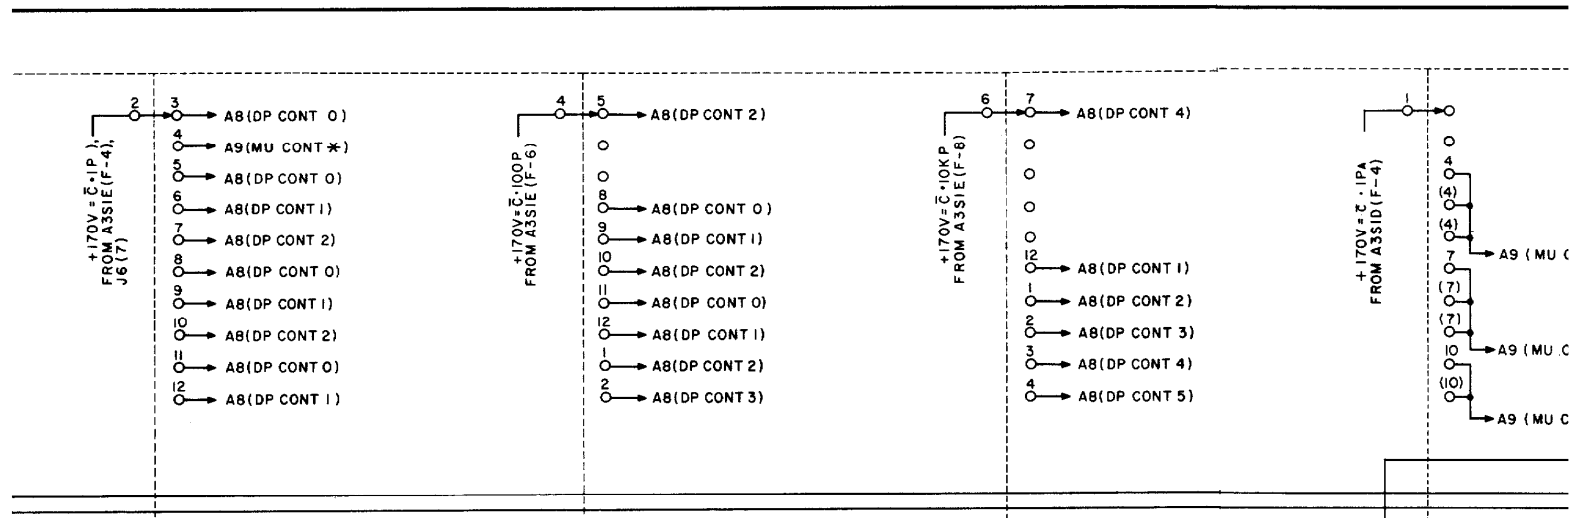 2 3 A8(DP CONT 0)
4 A9(MU CONT *)
5 A8(DP CONT 0)
6 A8(DP CONT 1)
7 A8(DP CONT 2)
8 A8(DP CONT 0)
9 A8(DP CONT 1)
10 A8(DP CONT 2)
11 A8(DP CONT 0)
12 A8(DP CONT 1)
+170V = C̅•1P),
FROM A3S1E(F-4),
J6(7)
4 5 A8(DP CONT 2)
8 A8(DP CONT 0)
9 A8(DP CONT 1)
10 A8(DP CONT 2)
11 A8(DP CONT 0)
12 A8(DP CONT 1)
1 A8(DP CONT 2)
2 A8(DP CONT 3)
+170V = C̅•100P
FROM A3S1E(F-6)
6 7 A8(DP CONT 4)
12 A8(DP CONT 1)
1 A8(DP CONT 2)
2 A8(DP CONT 3)
3 A8(DP CONT 4)
4 A8(DP CONT 5)
+170V = C̅•10KP
FROM A3S1E(F-8)
1
4
(4)
(4)
A9 (MU
7
(7)
(7)
A9 (MU
10
(10)
A9 (MU
+170V = C̅•1PA
FROM A3S1D(F-4)